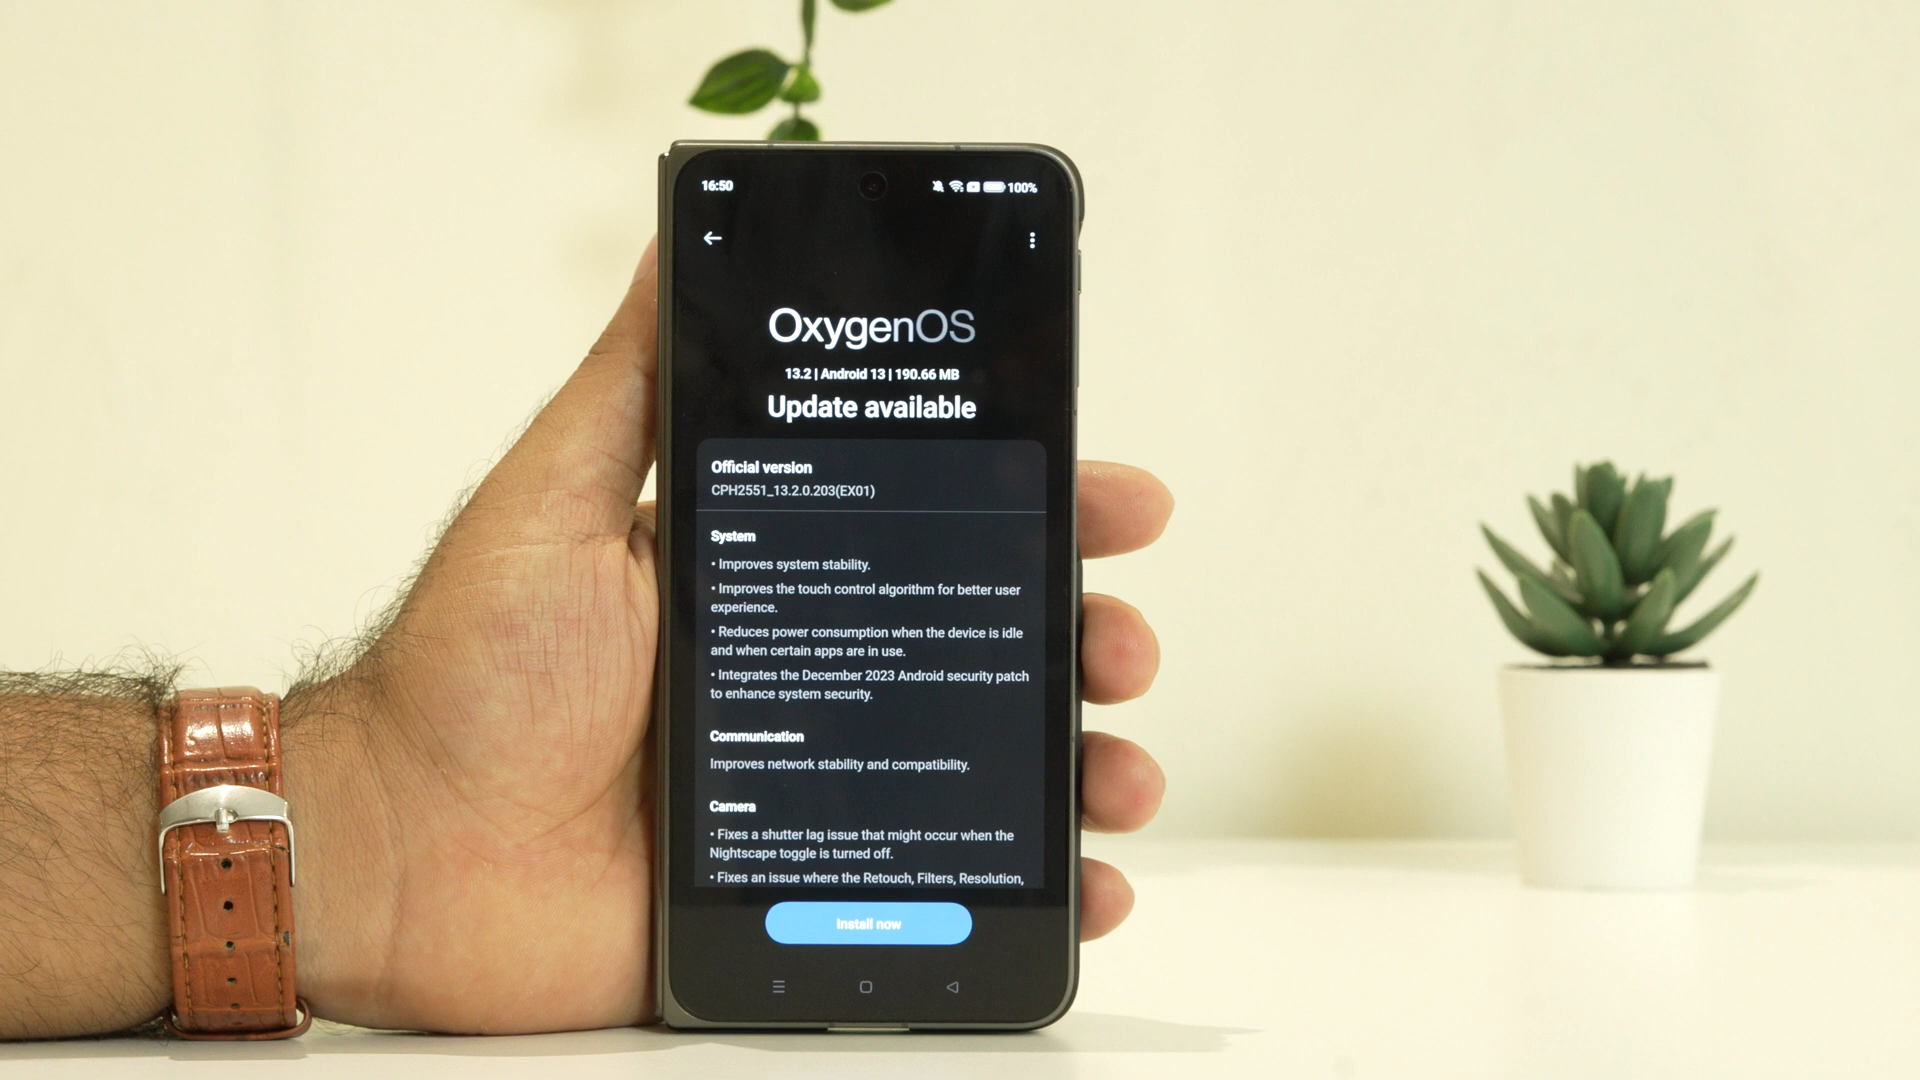 16:50
100%
OxygenOS
13.2 | Android 13 | 190.66 MB
Update available
Official version
CPH2551_13.2.0.203(EX01)
System
• Improves system stability.
• Improves the touch control algorithm for better user
experience.
• Reduces power consumption when the device is idle
and when certain apps are in use.
• Integrates the December 2023 Android security patch
to enhance system security.
Communication
Improves network stability and compatibility.
Camera
• Fixes a shutter lag issue that might occur when the
Nightscape toggle is turned off.
• Fixes an issue where the Retouch, Filters, Resolution,
Install now